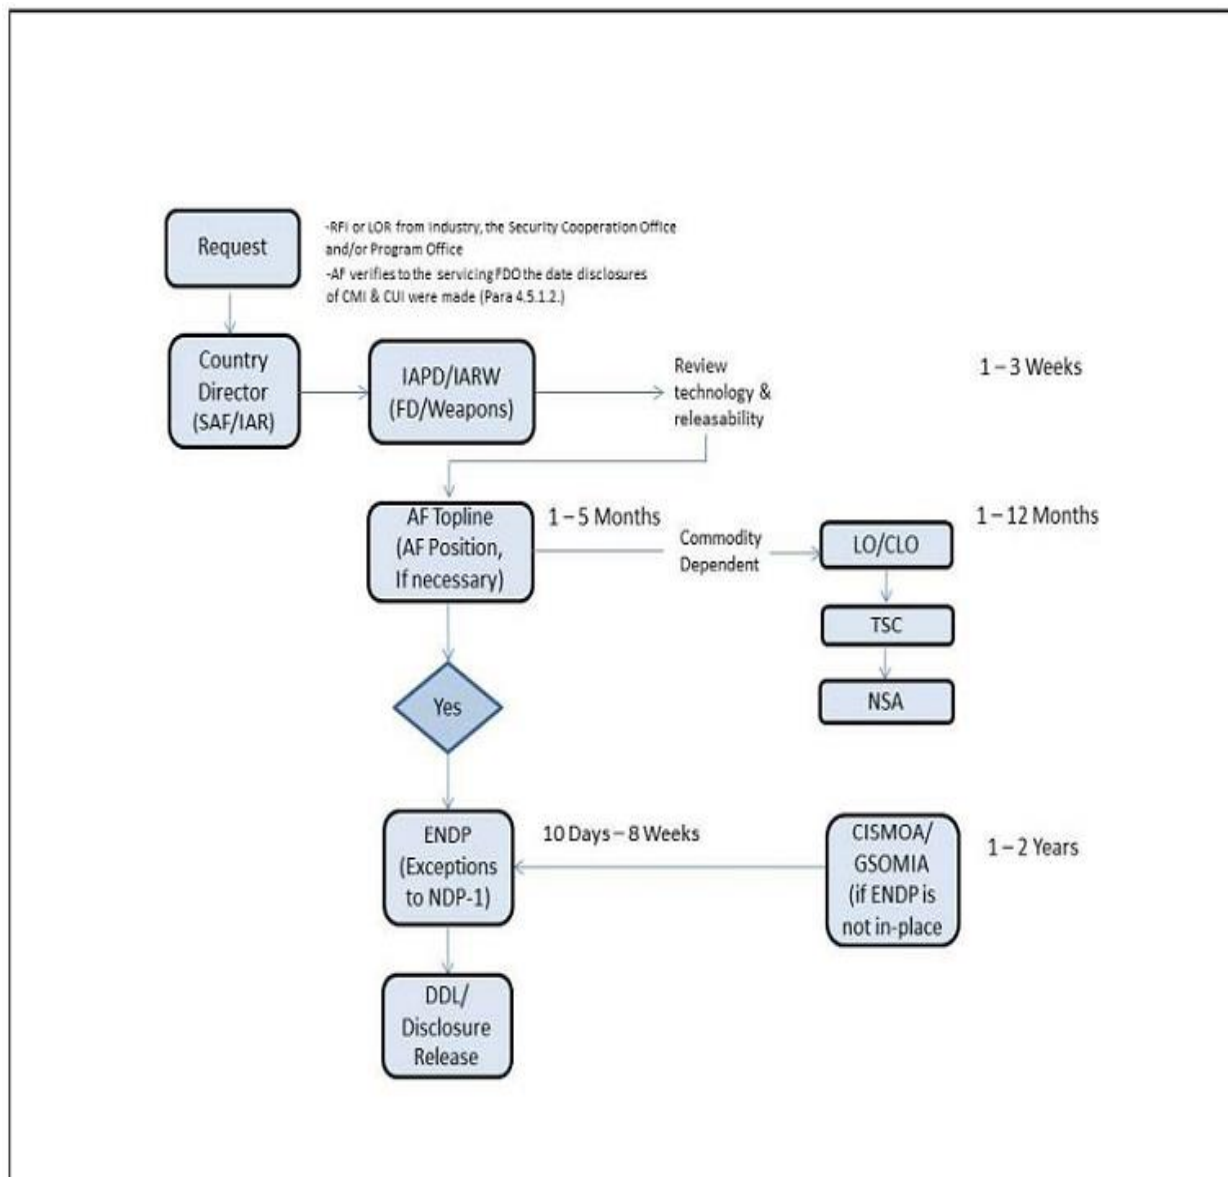 Request
-RFI or LOR from Industry, the Security Cooperation Office
and/or Program Office
-AF verifies to the servicing FDO the date disclosures
of CMI & CUI were made (Para 4.5.1.2.)
Country
Director
(SAF/IAR)
IAPD/IARW
(FD/Weapons)
Review
technology &
releasability
1 – 3 Weeks
AF Topline
(AF Position,
If necessary)
1 – 5 Months
Commodity
Dependent
LO/CLO
1 – 12 Months
TSC
NSA
Yes
ENDP
(Exceptions
to NDP-1)
10 Days – 8 Weeks
CISMOA/
GSOMIA
(if ENDP is
not in-place
1 – 2 Years
DDL/
Disclosure
Release